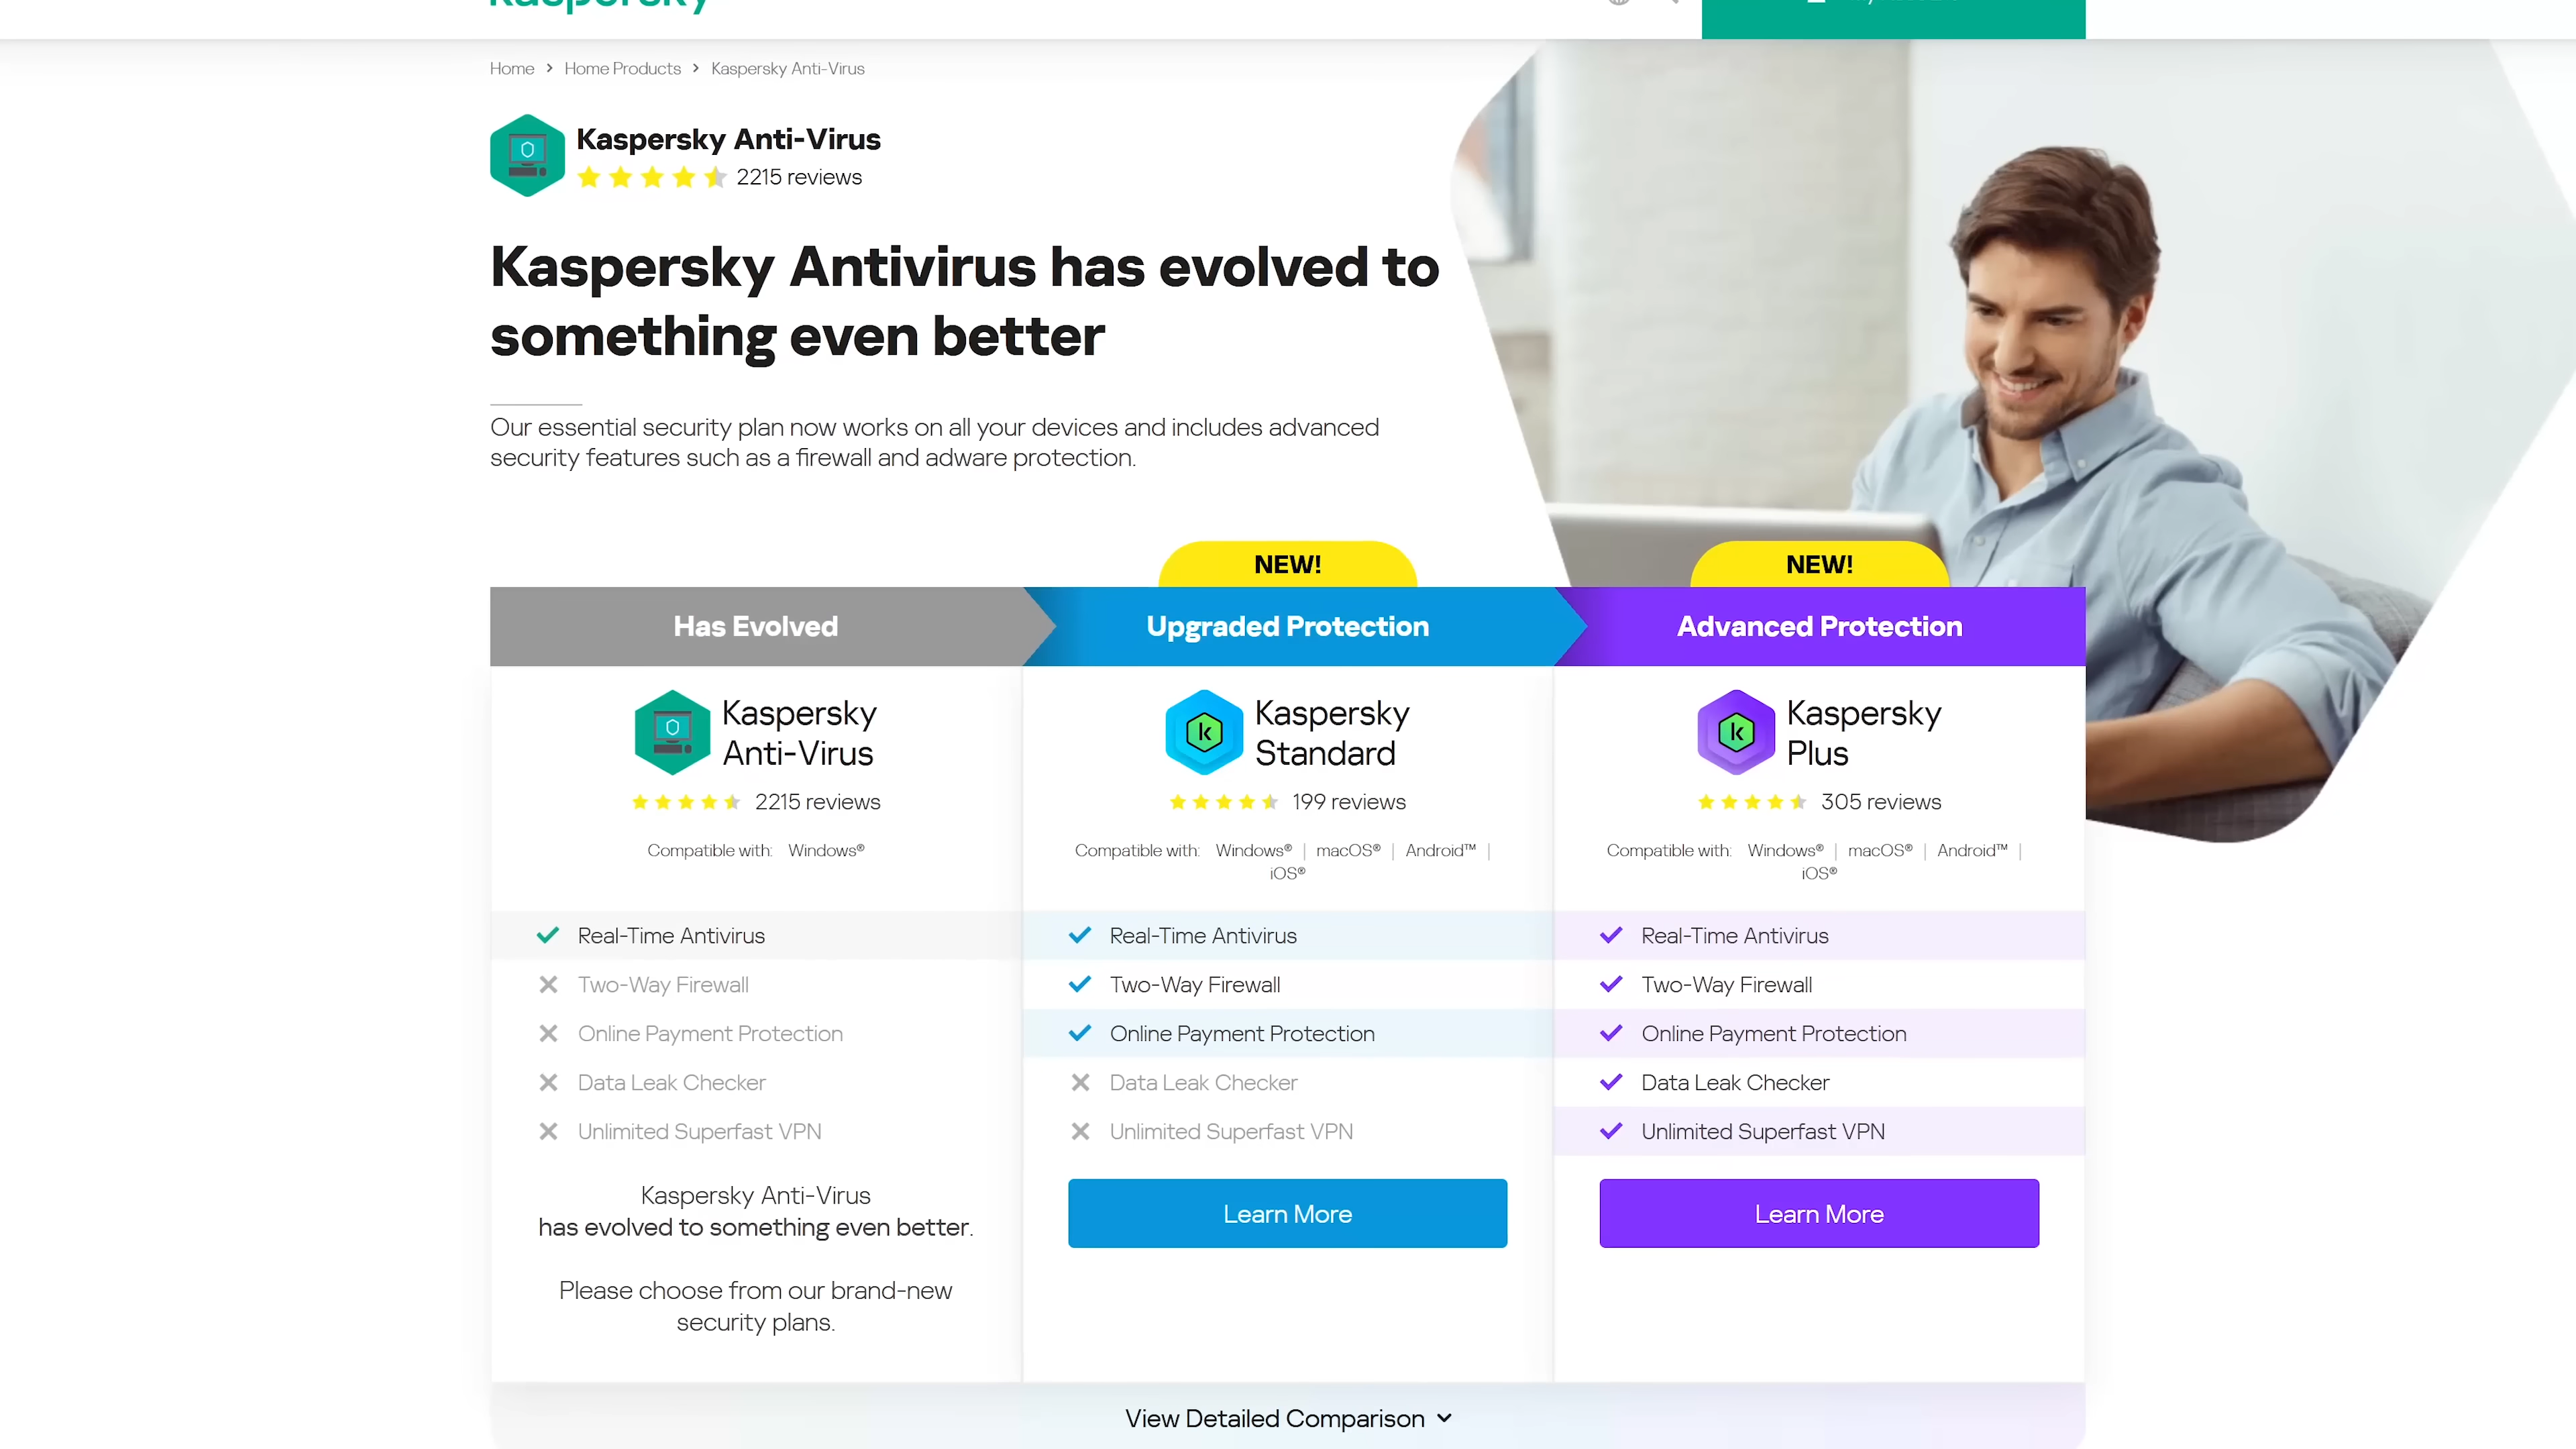 Home > Home Products > Kaspersky Anti-Virus
Kaspersky Anti-Virus
2215 reviews
Kaspersky Antivirus has evolved to
something even better
Our essential security plan now works on all your devices and includes advanced
security features such as a firewall and adware protection.
NEW!
NEW!
Has Evolved
Upgraded Protection
Advanced Protection
Kaspersky
Anti-Virus
2215 reviews
Compatible with: Windows®
Real-Time Antivirus
Two-Way Firewall
Online Payment Protection
Data Leak Checker
Unlimited Superfast VPN
Kaspersky Anti-Virus
has evolved to something even better.
Please choose from our brand-new
security plans.
Kaspersky
Standard
199 reviews
Compatible with: Windows® | macOS® | Android™ |
iOS®
Real-Time Antivirus
Two-Way Firewall
Online Payment Protection
Data Leak Checker
Unlimited Superfast VPN
Learn More
Kaspersky
Plus
305 reviews
Compatible with: Windows® | macOS® | Android™ |
iOS®
Real-Time Antivirus
Two-Way Firewall
Online Payment Protection
Data Leak Checker
Unlimited Superfast VPN
Learn More
View Detailed Comparison